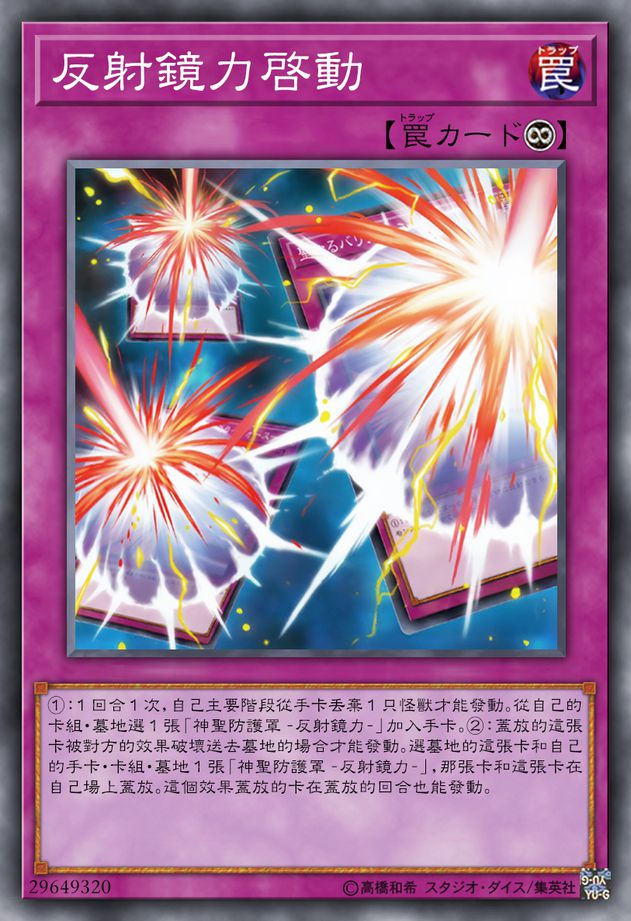 反射鏡力啓動
トラップ
罠
トラップ
【罠カード】
①：１回合１次，自己主要階段從手卡丟棄１只怪獸才能發動。從自己的
卡組・墓地選１張「神聖防護罩 -反射鏡力-」加入手卡。②：蓋放的這張
卡被對方的效果破壞送去墓地的場合才能發動。選墓地的這張卡和自己
的手卡・卡組・墓地１張「神聖防護罩 -反射鏡力-」，那張卡和這張卡在
自己場上蓋放。這個效果蓋放的卡在蓋放的回合也能發動。
29649320
©高橋和希 スタジオ・ダイス/集英社